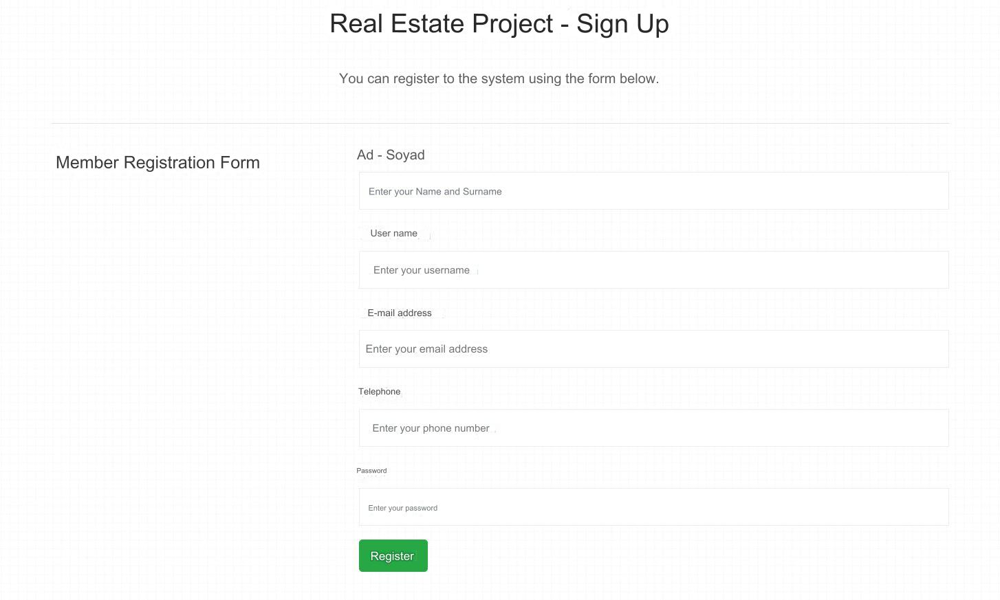 Real Estate Project - Sign Up
You can register to the system using the form below.
Member Registration Form
Ad - Soyad
Enter your Name and Surname
User name
Enter your username
E-mail address
Enter your email address
Telephone
Enter your phone number
Password
Enter your password
Register